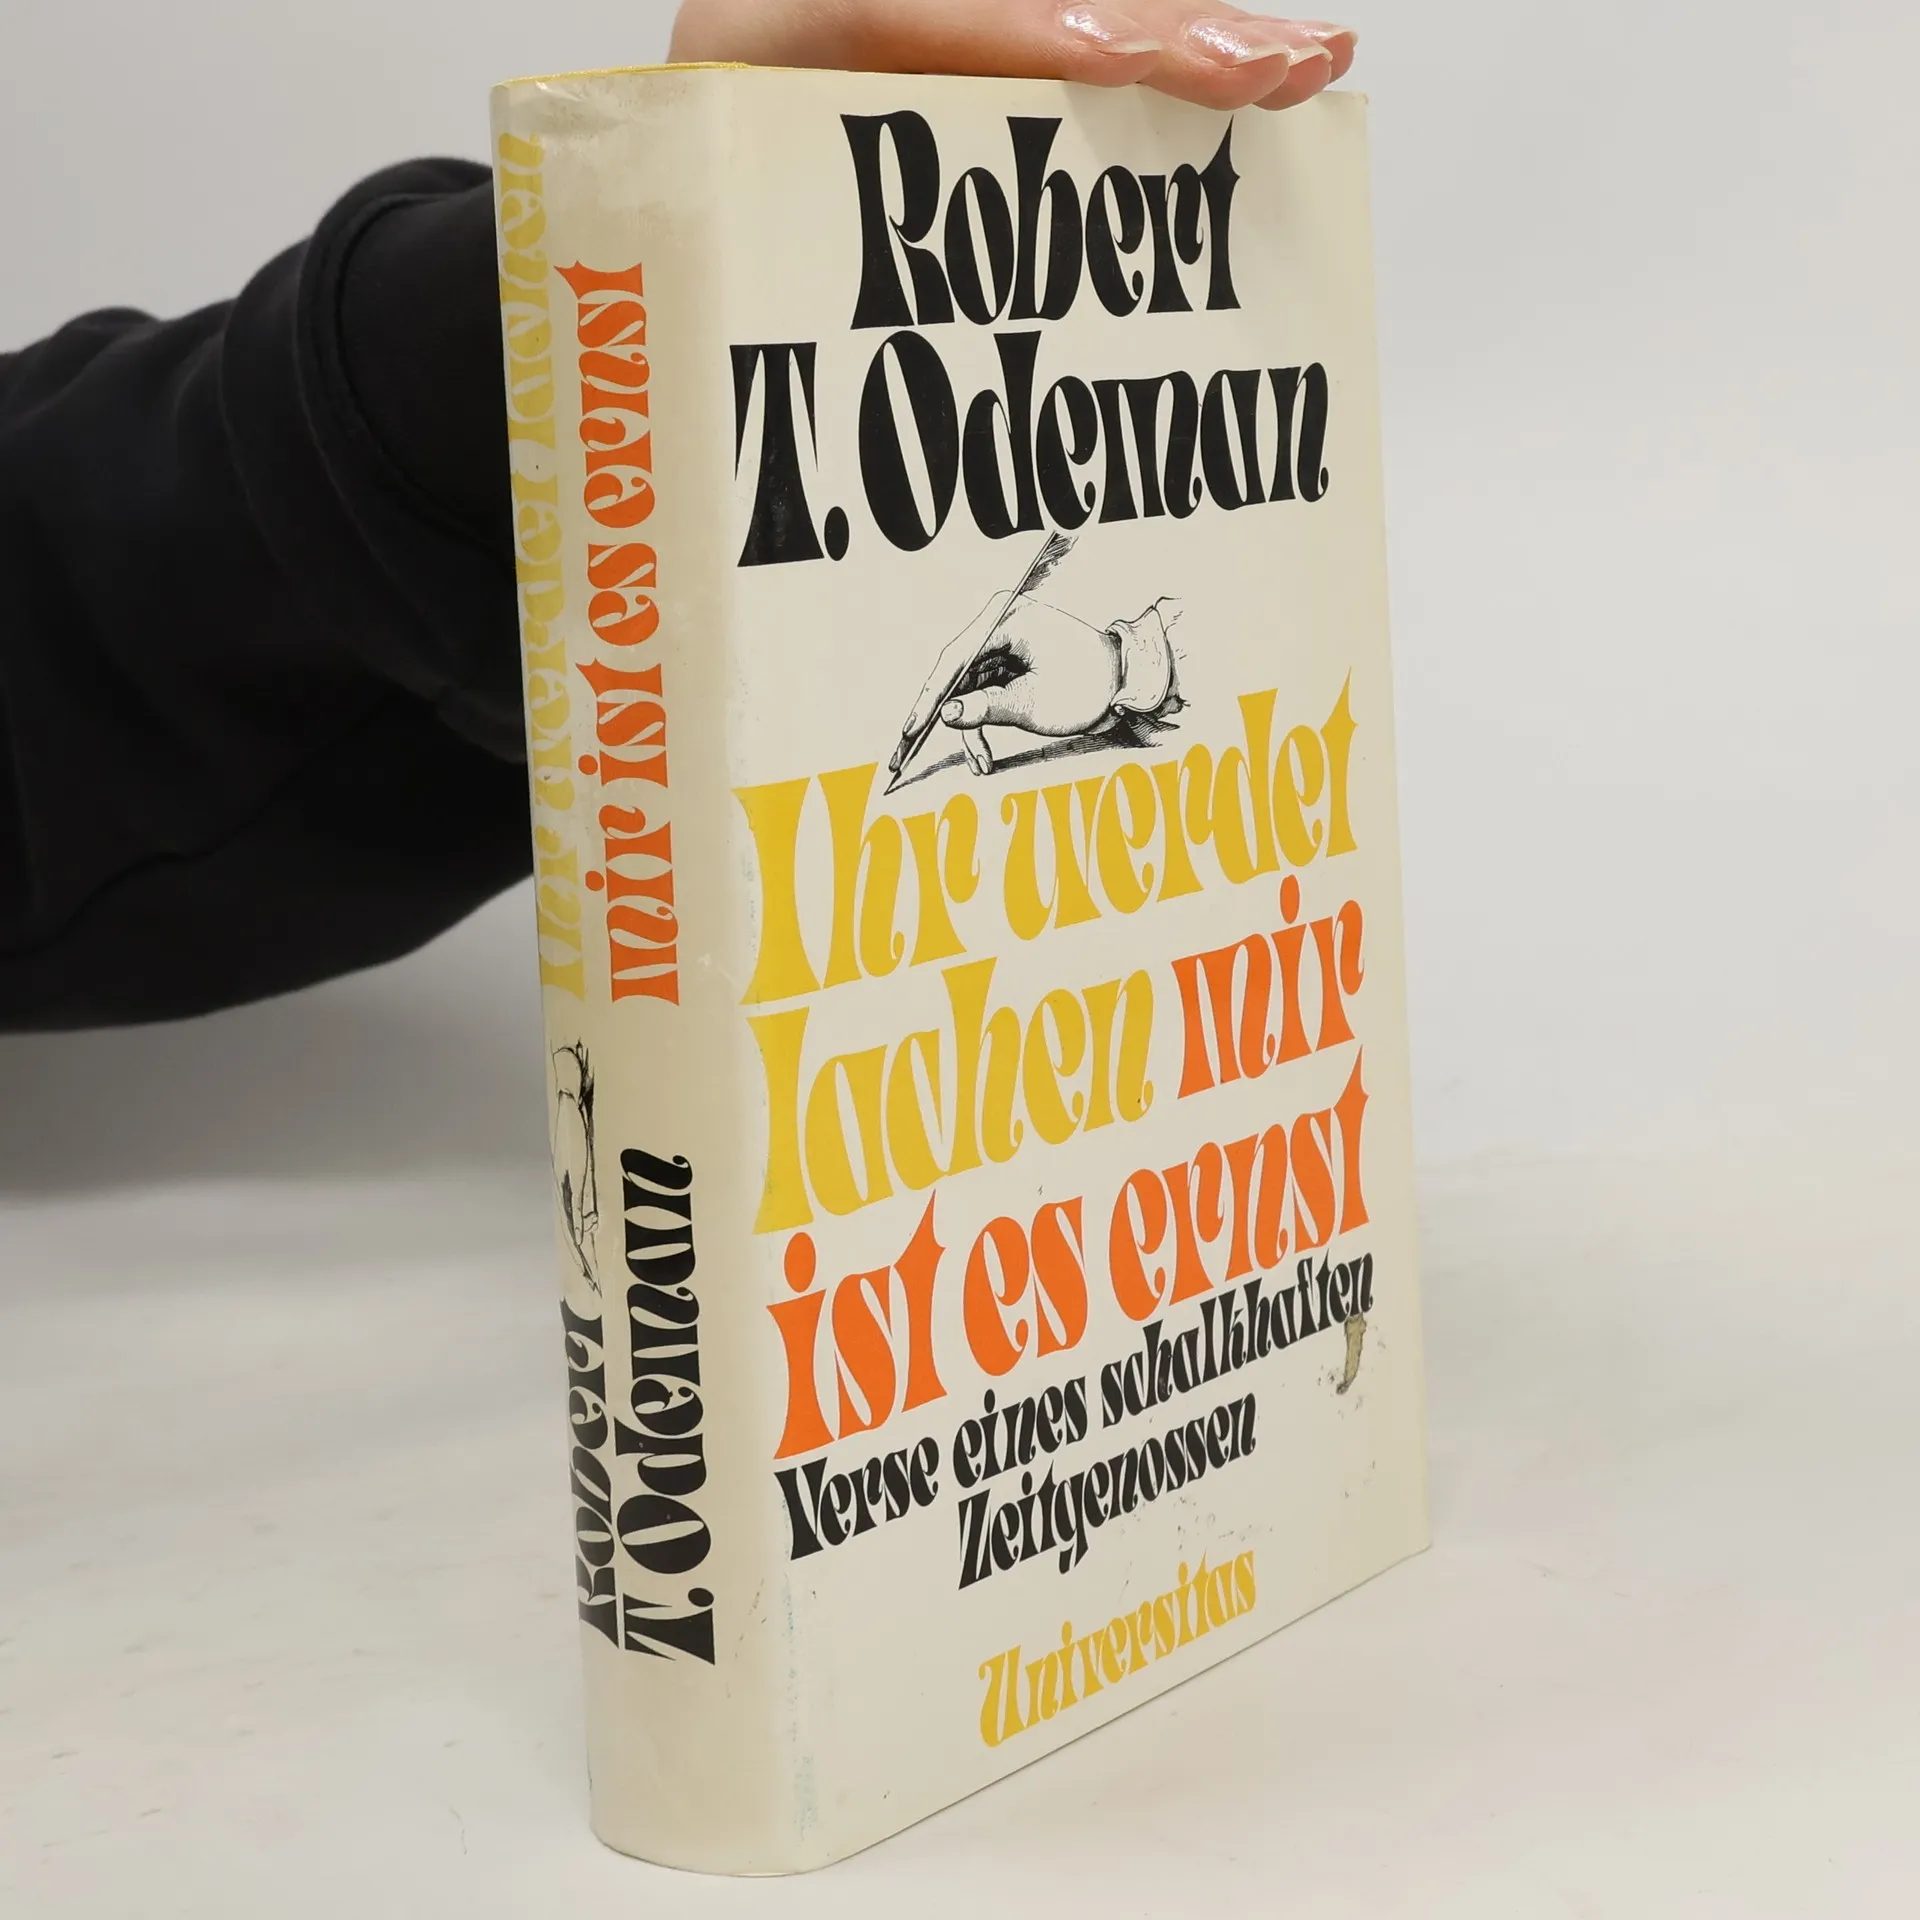 Robert
T. Odeman
Ihr werdet
lachen mir
ist es ernst
Verse eines schalkhaften
Zeitgenossen
Universitas
Ihr werdet lachen
mir ist es ernst
Robert
T. Odeman